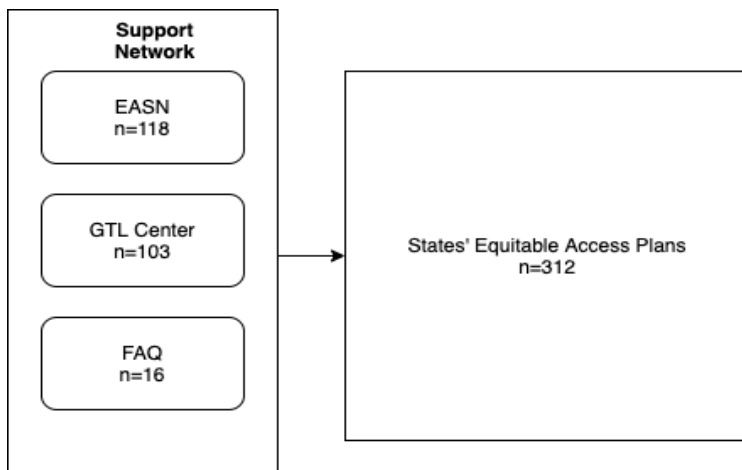 Support
Network
EASN
n=118
GTL Center
n=103
FAQ
n=16
States' Equitable Access Plans
n=312